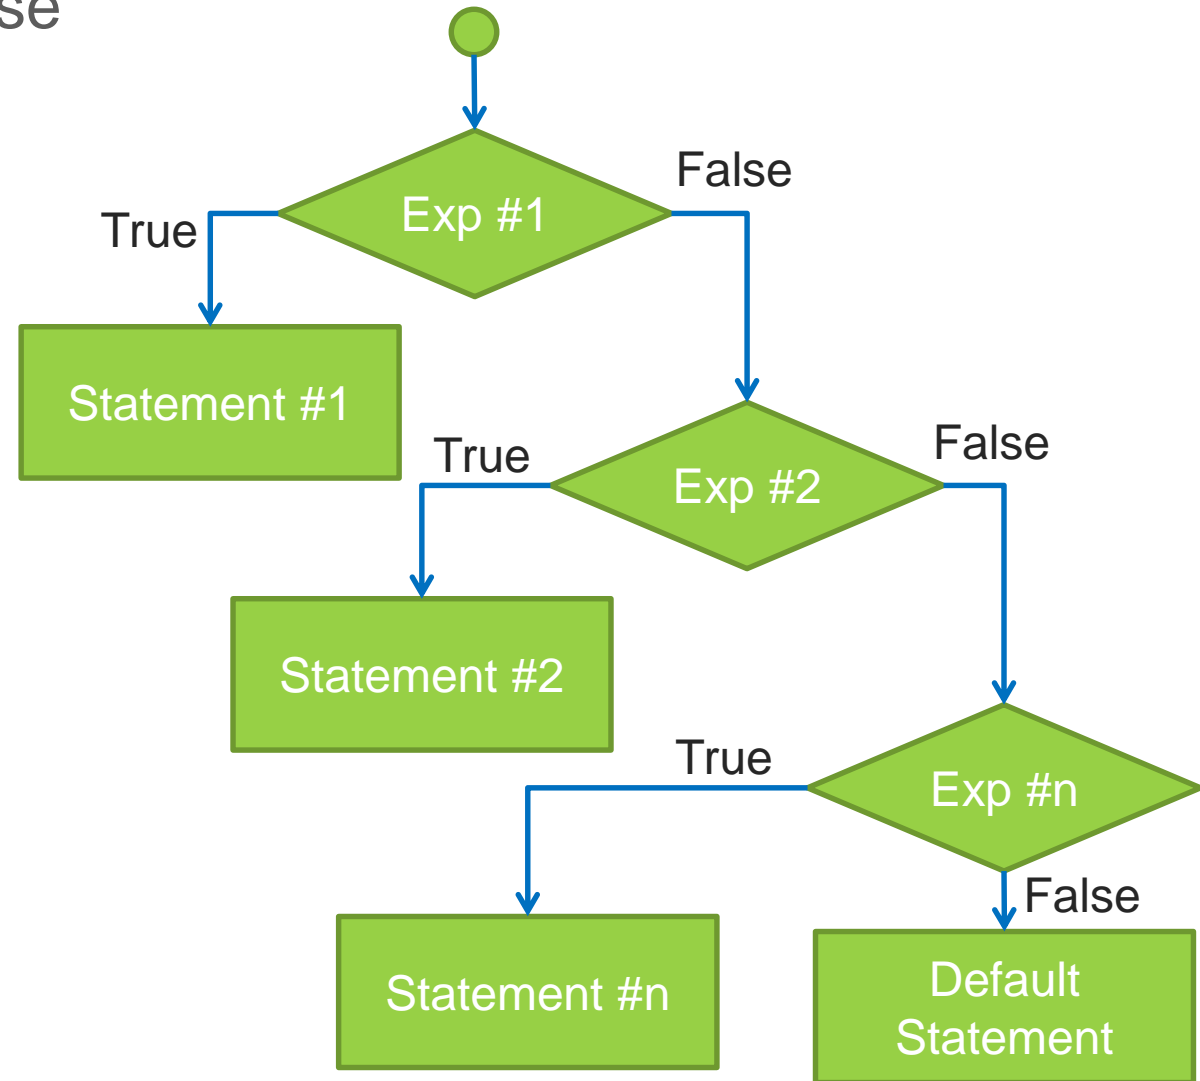 se
False
Exp #1
True
Statement #1
False
True
Exp #2
Statement #2
True
Exp #n
False
Statement #n
Default
Statement